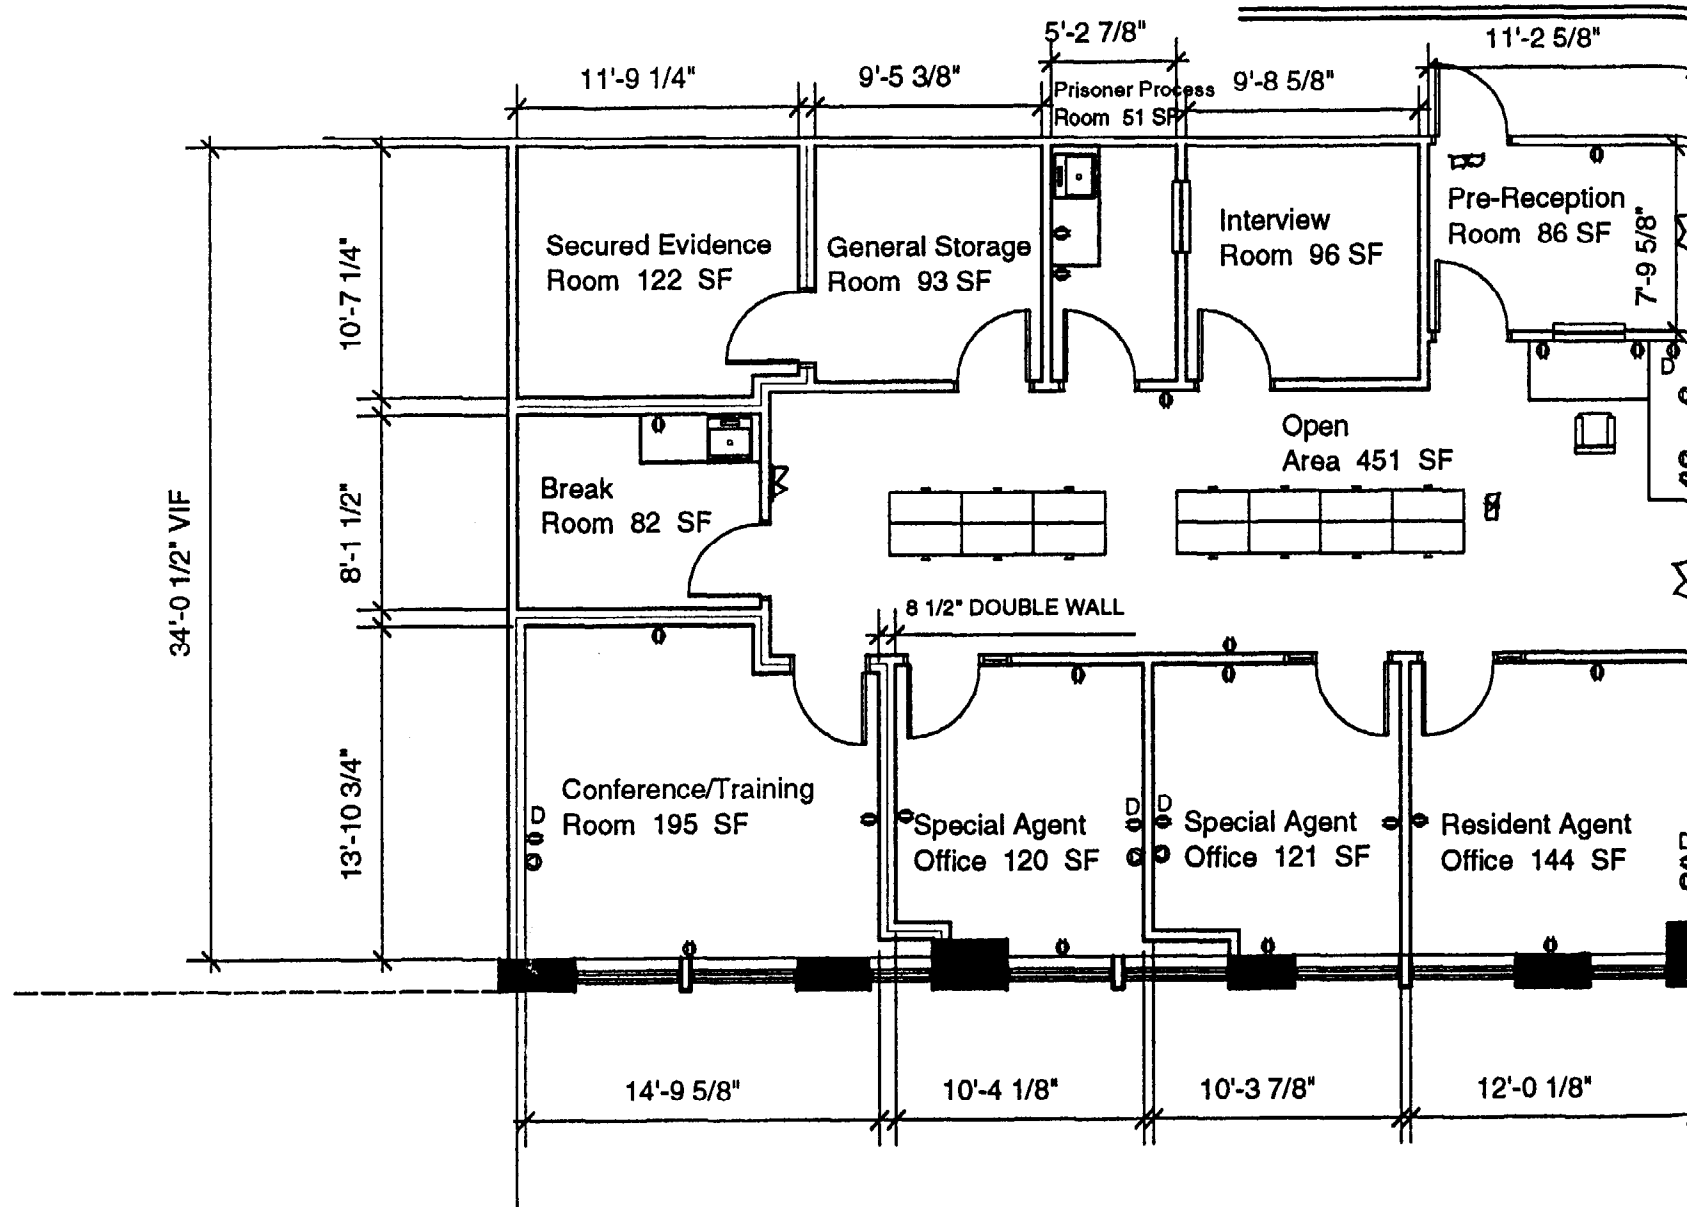 5'-2 7/8"
11'-2 5/8"
11'-9 1/4"
9'-5 3/8"
9'-8 5/8"
Prisoner Process
Room 51 SF
Secured Evidence
Room 122 SF
General Storage
Room 93 SF
Interview
Room 96 SF
Pre-Reception
Room 86 SF
7'-9 5/8"
10'-7 1/4"
D
Open
Area 451 SF
Break
Room 82 SF
8'-1 1/2"
34'-0 1/2" VIF
8 1/2" DOUBLE WALL
13'-10 3/4"
Conference/Training
Room 195 SF
D
Special Agent
Office 120 SF
D
D
Special Agent
Office 121 SF
Resident Agent
Office 144 SF
14'-9 5/8"
10'-4 1/8"
10'-3 7/8"
12'-0 1/8"